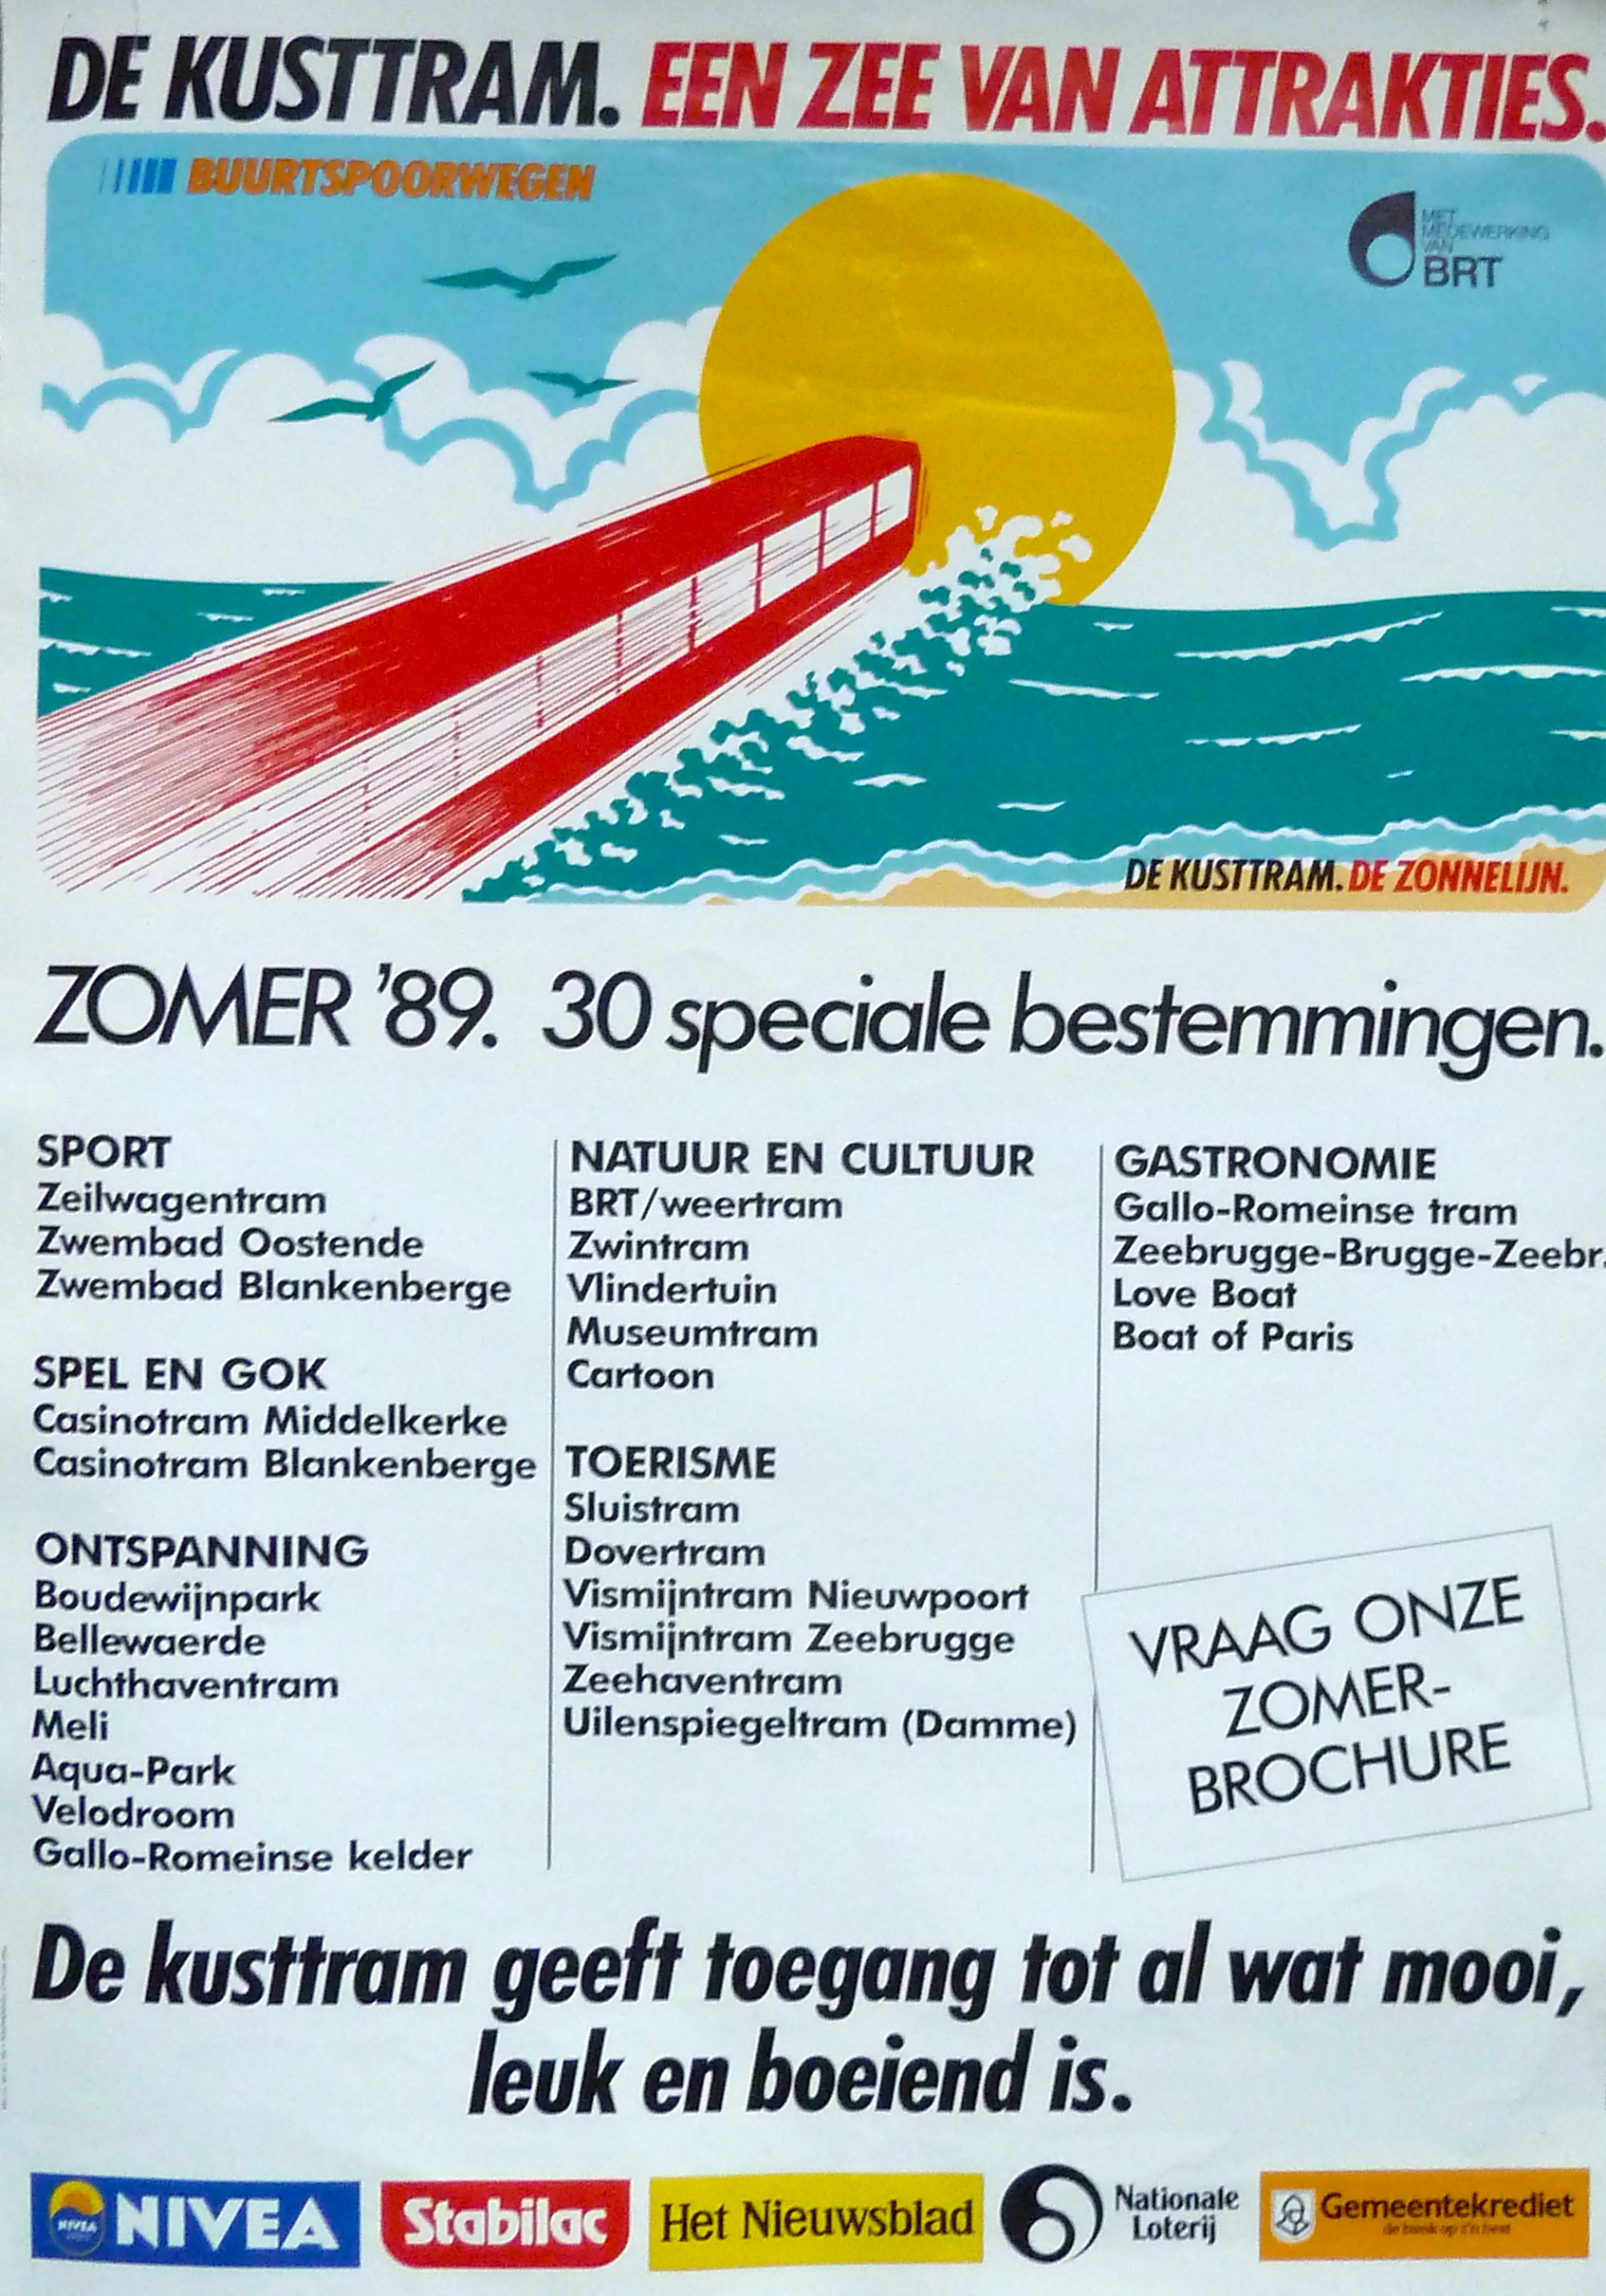 DE KUSTTRAM. EEN ZEE VAN ATTRAKTIES.
BUURTSPOORWEGEN
MET
MEDEWERKING
VAN
BRT
DE KUSTTRAM. DE ZONNELIJN.
ZOMER '89. 30 speciale bestemmingen.
SPORT
Zeilwagentram
Zwembad Oostende
Zwembad Blankenberge
SPEL EN GOK
Casinotram Middelkerke
Casinotram Blankenberge
ONTSPANNING
Boudewijnpark
Bellewaerde
Luchthaventram
Meli
Aqua-Park
Velodroom
Gallo-Romeinse kelder
NATUUR EN CULTUUR
BRT/weertram
Zwintram
Vlindertuin
Museumtram
Cartoon
TOERISME
Sluistram
Dovertram
Vismijntram Nieuwpoort
Vismijntram Zeebrugge
Zeehaventram
Uilenspiegeltram (Damme)
GASTRONOMIE
Gallo-Romeinse tram
Zeebrugge-Brugge-Zeebr.
Love Boat
Boat of Paris
VRAAG ONZE
ZOMER-
BROCHURE
De kusttram geeft toegang tot al wat mooi,
leuk en boeiend is.
NIVEA
NIVEA
Stabilac
Het Nieuwsblad
Nationale
Loterij
Gemeentekrediet
de bank op z'n best